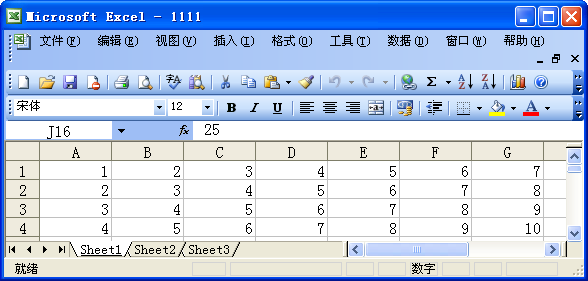 Microsoft Excel - 1111
文件(F) 编辑(E) 视图(V) 插入(I) 格式(O) 工具(T) 数据(D) 窗口(W) 帮助(H)
宋体 12 B I U
J16 fx 25
A B C D E F G
1 1 2 3 4 5 6 7
2 2 3 4 5 6 7 8
3 3 4 5 6 7 8 9
4 4 5 6 7 8 9 10
Sheet1 Sheet2 Sheet3
就绪 数字